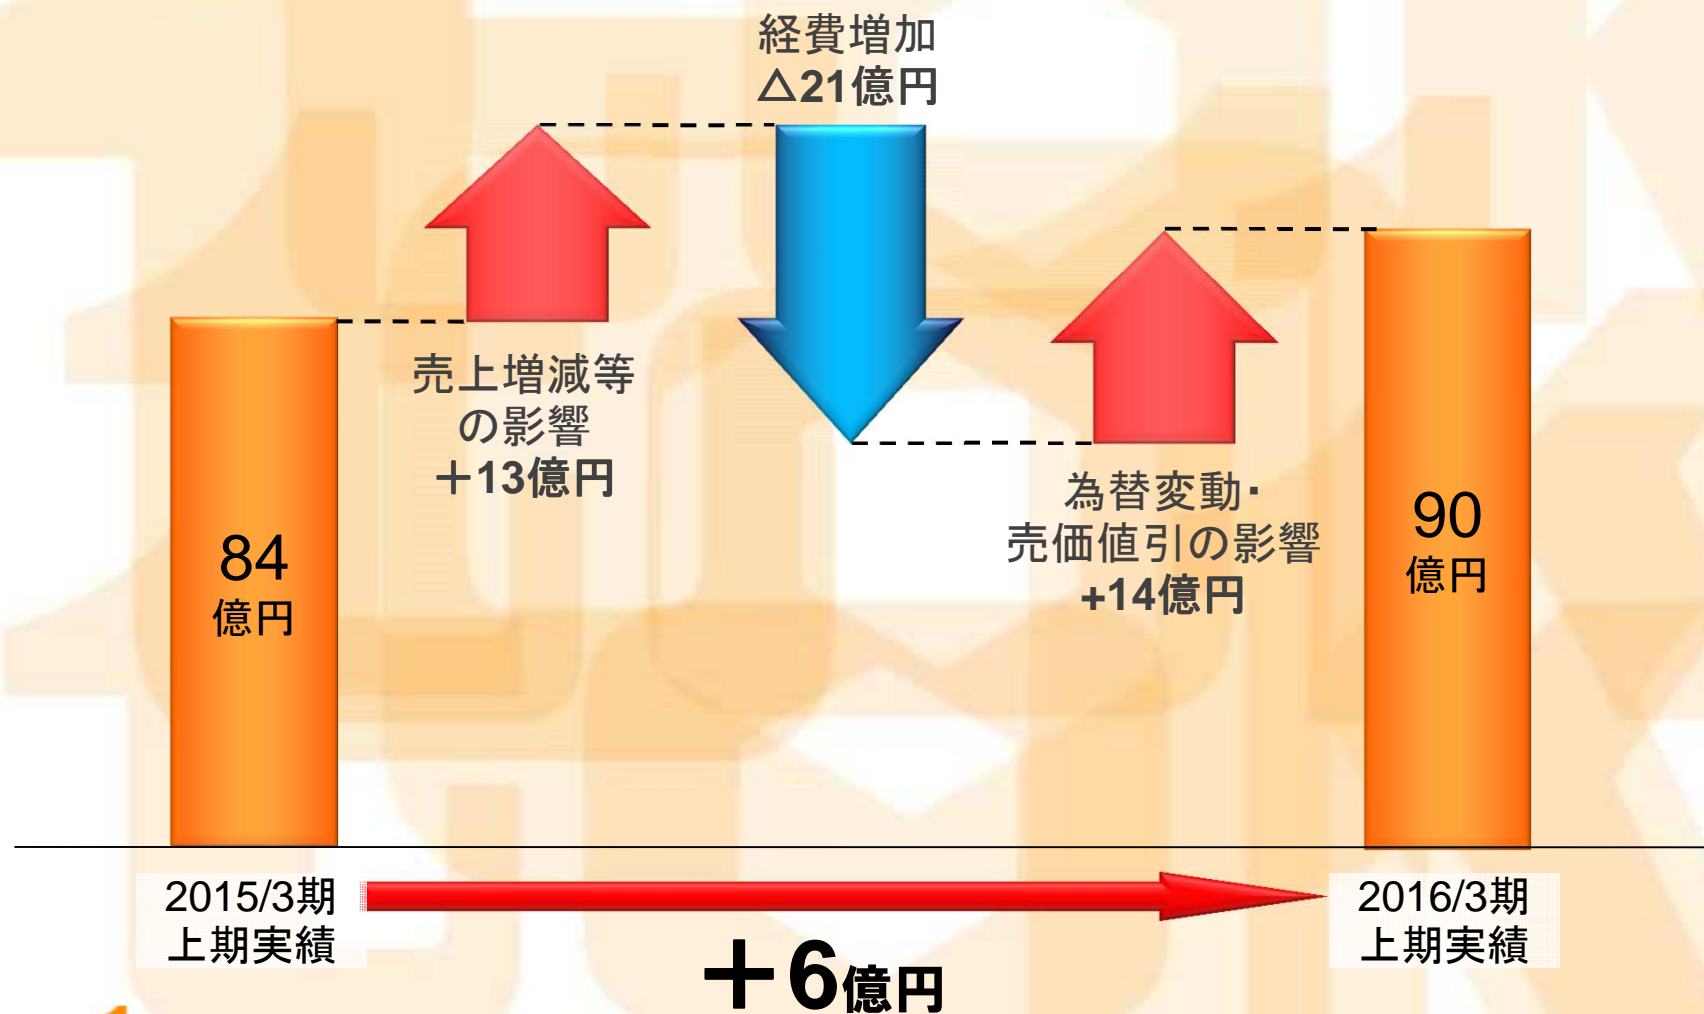 経費増加
△21億円
売上増減等
の影響
＋13億円
為替変動・
売価値引の影響
+14億円
84
億円
90
億円
2015/3期
上期実績
2016/3期
上期実績
＋6億円